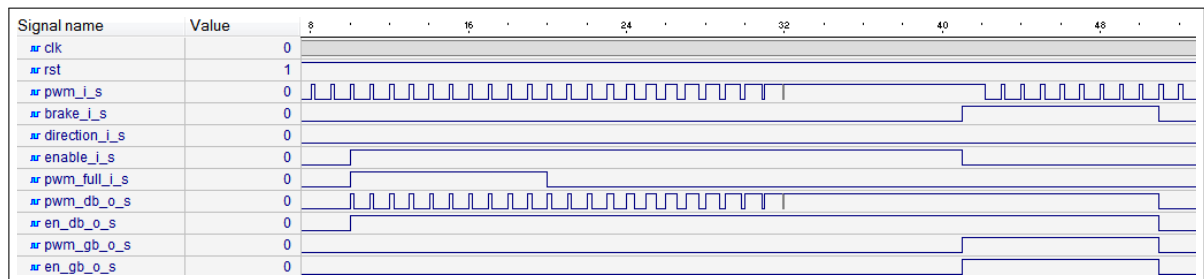 Signal name Value 8 16 24 32 40 48
clk 0
rst 1
pwm_i_s 0
brake_i_s 0
direction_i_s 0
enable_i_s 0
pwm_full_i_s 0
pwm_db_o_s 0
en_db_o_s 0
pwm_gb_o_s 0
en_gb_o_s 0